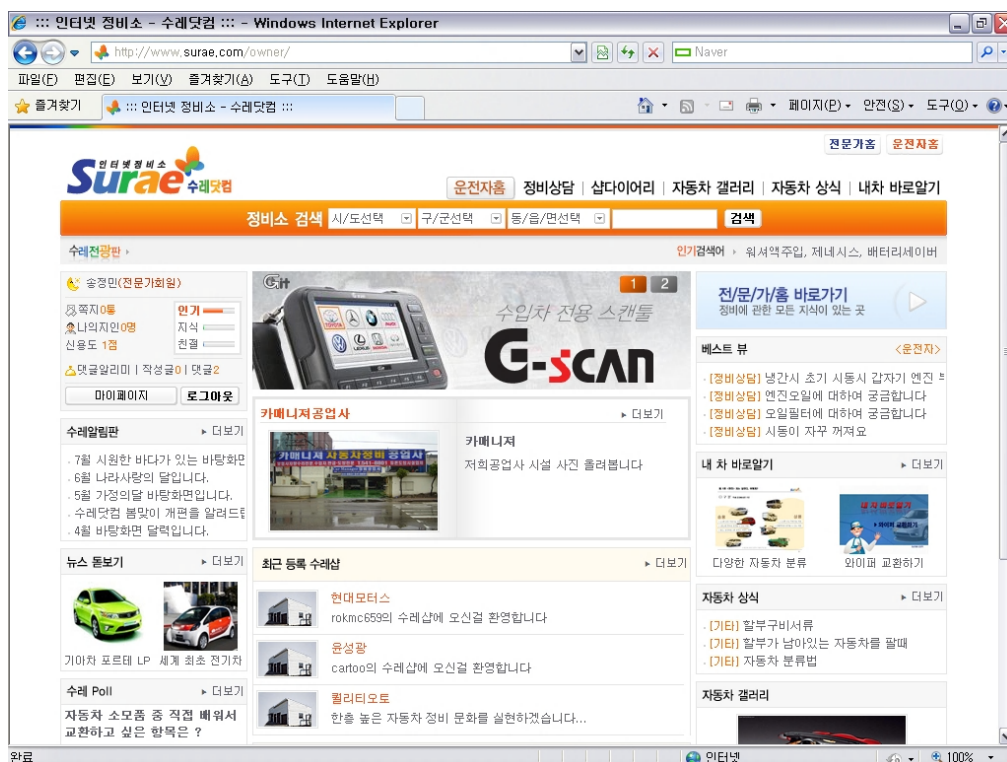 ::: 인터넷 정비소 - 수레닷컴 ::: - Windows Internet Explorer
http://www.surae.com/owner/
Naver
파일(F) 편집(E) 보기(V) 즐겨찾기(A) 도구(T) 도움말(H)
즐겨찾기 ::: 인터넷 정비소 - 수레닷컴 ::: 페이지(P) 안전(S) 도구(O)
전문가홈 운전자홈
인터넷정비소
Surae 수레닷컴
운전자홈 정비상담 | 샵다이어리 | 자동차 갤러리 | 자동차 상식 | 내차 바로알기
정비소 검색 시/도선택 구/군선택 동/읍/면선택 검색
수레전광판
인기검색어 워셔액주입, 제네시스, 배터리세이버
송정민(전문가회원)
쪽지0통 인기
나의지인0명 지식
신용도 1점 친절
댓글알리미 | 작성글0 | 댓글2
마이페이지 로그아웃
수레알림판 더보기
7월 시원한 바다가 있는 바탕화면
6월 나라사랑의 달입니다.
5월 가정의달 바탕화면입니다.
수레닷컴 봄맞이 개편을 알려드립
4월 바탕화면 달력입니다.
뉴스 돋보기 더보기
기아차 포르테 LP 세계 최초 전기차
수레 Poll 더보기
자동차 소모품 중 직접 배워서
교환하고 싶은 항목은 ?
Git
1 2
수입차 전용 스캔툴
G-SCAN
카매니져공업사 더보기
카매니저 자동차정비 공업사
카매니져
저희공업사 시설 사진 올려봅니다
최근 등록 수레샵 더보기
현대모터스
rokmc659의 수레샵에 오신걸 환영합니다
윤성광
cartoo의 수레샵에 오신걸 환영합니다
퀄리티오토
한층 높은 자동차 정비 문화를 실현하겠습니다...
전/문/가/홈 바로가기
정비에 관한 모든 지식이 있는 곳
베스트 뷰 <운전자>
[정비상담] 냉간시 초기 시동시 갑자기 엔진
[정비상담] 엔진오일에 대하여 궁금합니다
[정비상담] 오일필터에 대하여 궁금합니다
[정비상담] 시동이 자꾸 꺼져요
내 차 바로알기 더보기
내 차 바로알기
와이퍼 교환하기
다양한 자동차 분류 와이퍼 교환하기
자동차 상식 더보기
[기타] 할부구비서류
[기타] 할부가 남아있는 자동차를 팔때
[기타] 자동차 분류법
자동차 갤러리
완료 인터넷 100%